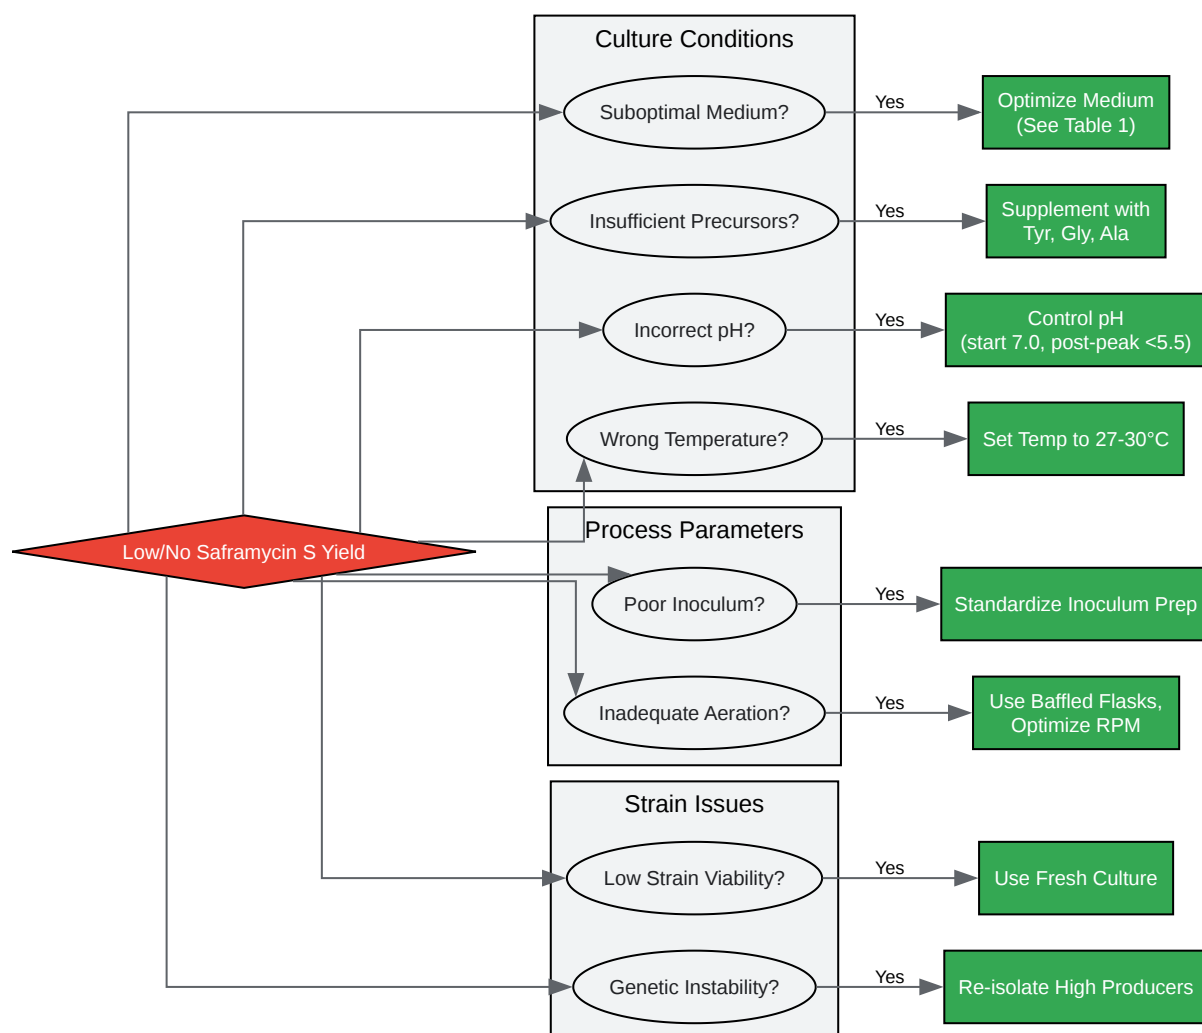 Culture Conditions
Suboptimal Medium?
Yes
Optimize Medium
(See Table 1)
Insufficient Precursors?
Yes
Supplement with
Tyr, Gly, Ala
Incorrect pH?
Yes
Control pH
(start 7.0, post-peak <5.5)
Wrong Temperature?
Yes
Set Temp to 27-30°C
Low/No Saframycin S Yield
Process Parameters
Poor Inoculum?
Yes
Standardize Inoculum Prep
Inadequate Aeration?
Yes
Use Baffled Flasks,
Optimize RPM
Strain Issues
Low Strain Viability?
Yes
Use Fresh Culture
Genetic Instability?
Yes
Re-isolate High Producers